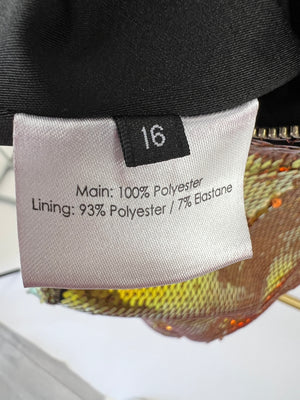 16
Main: 100% Polyester
Lining: 93% Polyester / 7% Elastane